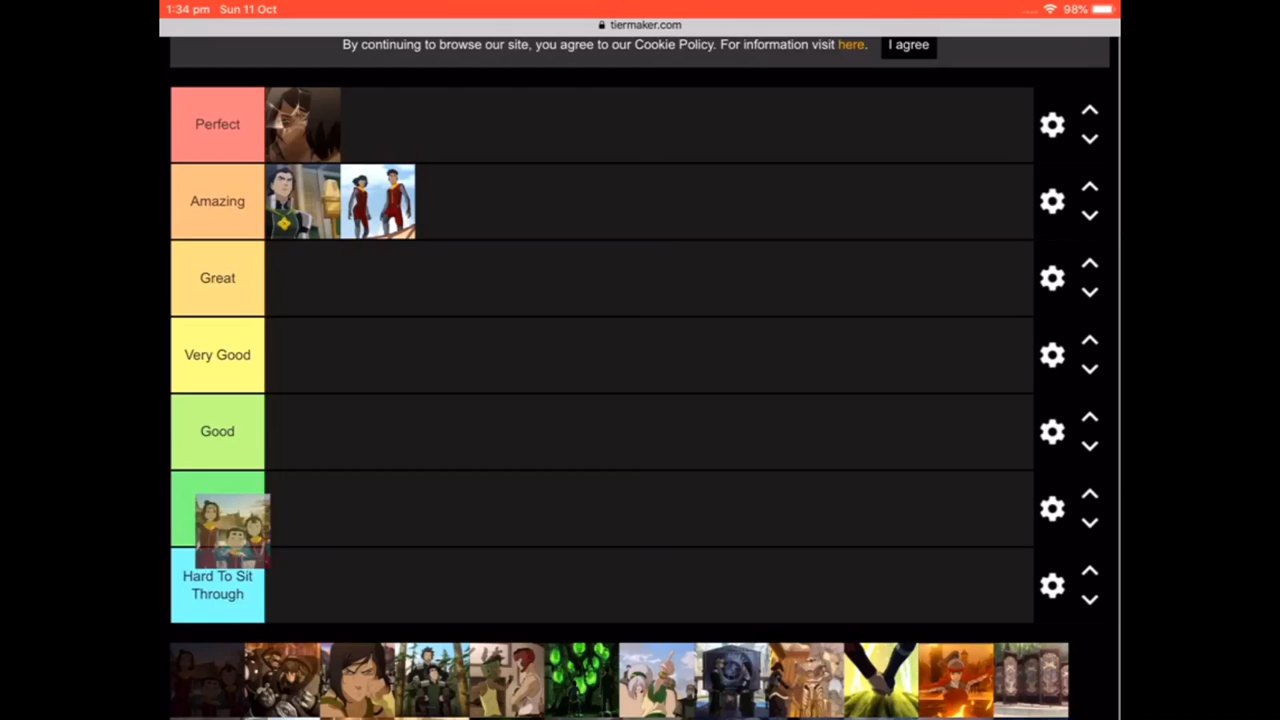 1:34 pm Sun 11 Oct
98%
tiermaker.com
By continuing to browse our site, you agree to our Cookie Policy. For information visit here. I agree
Perfect
Amazing
Great
Very Good
Good
Hard To Sit
Through